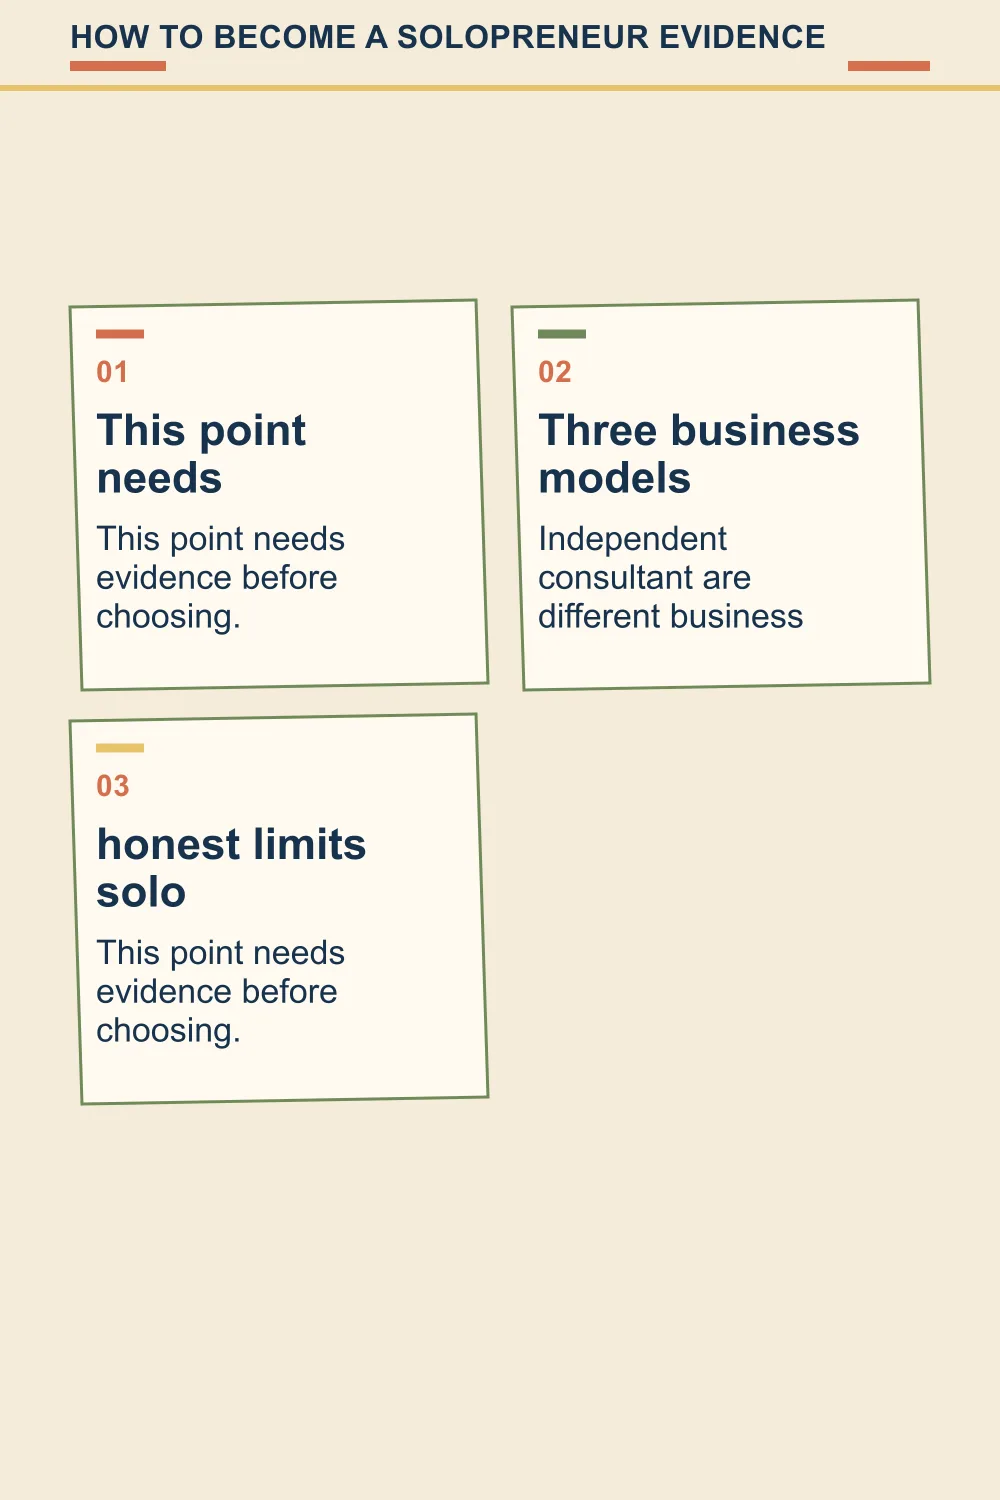 HOW TO BECOME A SOLOPRENEUR EVIDENCE
01
This point
needs
This point needs
evidence before
choosing.
02
Three business
models
Independent
consultant are
different business
03
honest limits
solo
This point needs
evidence before
choosing.